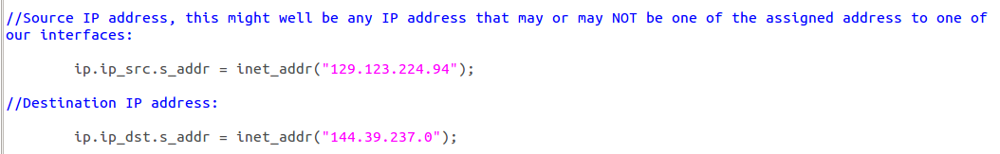 //Source IP address, this might well be any IP address that may or may NOT be one of the assigned address to one of
our interfaces:
ip.ip_src.s_addr = inet_addr("129.123.224.94");
//Destination IP address:
ip.ip_dst.s_addr = inet_addr("144.39.237.0");